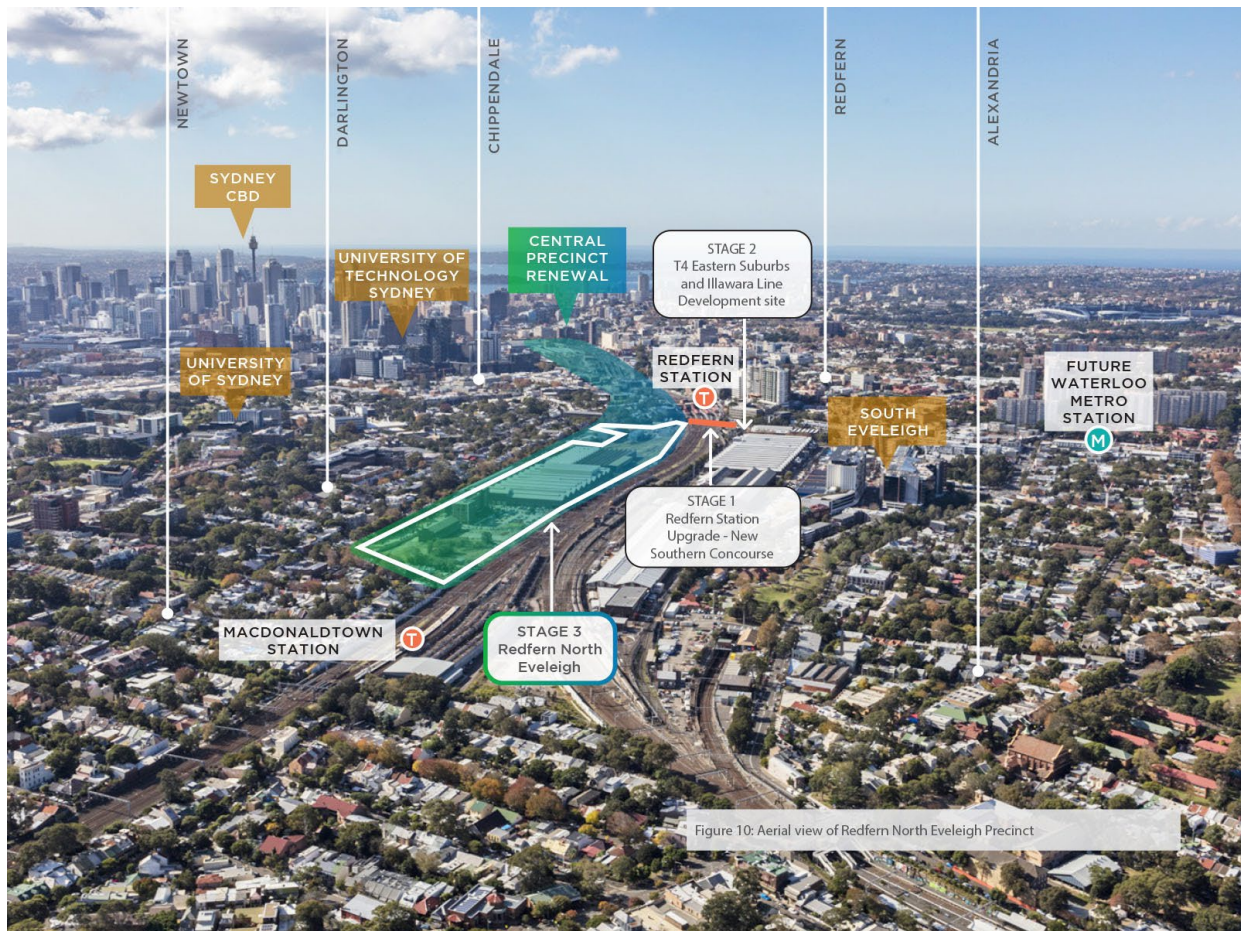 NEWTOWN
DARLINGTON
CHIPPENDALE
REDFERN
ALEXANDRIA
SYDNEY
CBD
UNIVERSITY OF
TECHNOLOGY
SYDNEY
CENTRAL
PRECINCT
RENEWAL
STAGE 2
T4 Eastern Suburbs
and Illawara Line
Development site
UNIVERSITY
OF SYDNEY
REDFERN
STATION
T
SOUTH
EVELEIGH
FUTURE
WATERLOO
METRO
STATION
M
STAGE 1
Redfern Station
Upgrade - New
Southern Concourse
MACDONALDTOWN
STATION
T
STAGE 3
Redfern North
Eveleigh
Figure 10: Aerial view of Redfern North Eveleigh Precinct